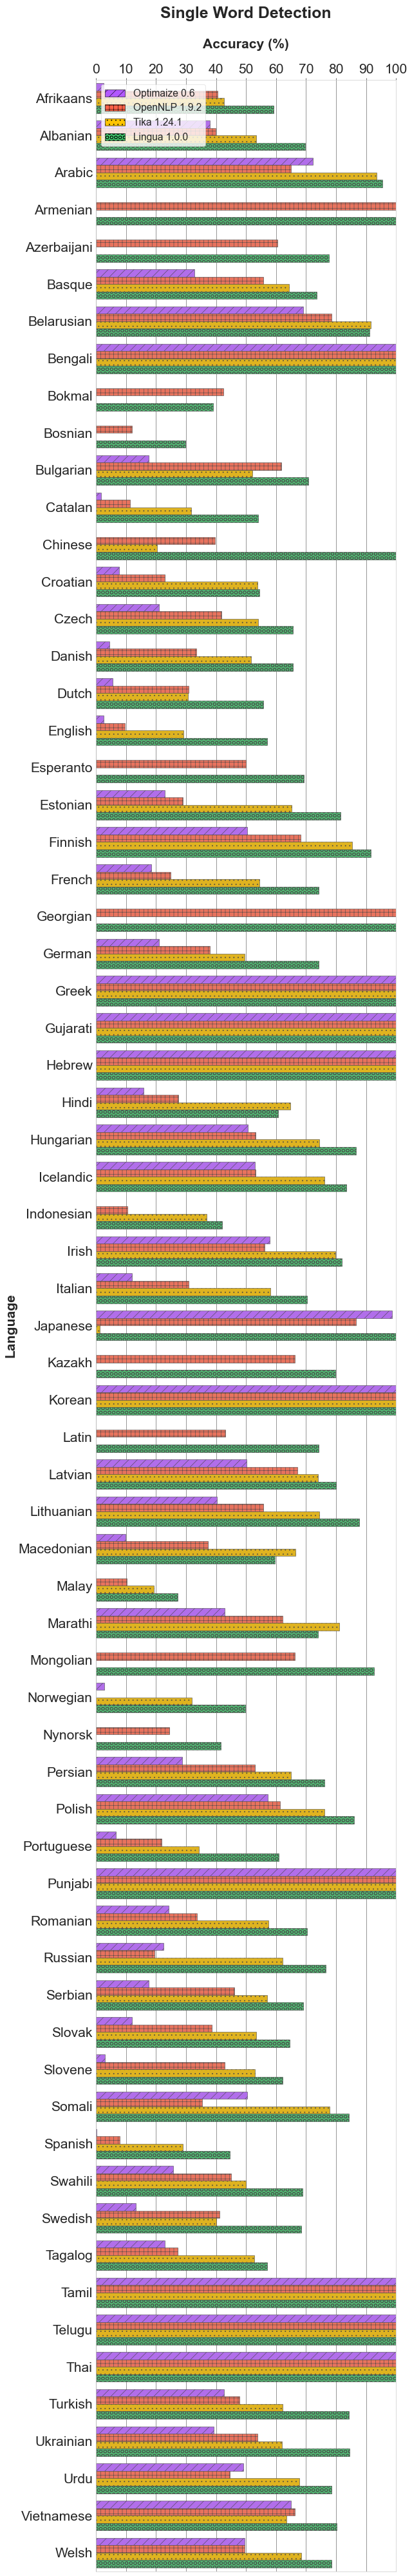 Single Word Detection
Accuracy (%)
0 10 20 30 40 50 60 70 80 90 100
Optimaize 0.6
OpenNLP 1.9.2
Tika 1.24.1
Lingua 1.0.0
Language
Afrikaans
Albanian
Arabic
Armenian
Azerbaijani
Basque
Belarusian
Bengali
Bokmal
Bosnian
Bulgarian
Catalan
Chinese
Croatian
Czech
Danish
Dutch
English
Esperanto
Estonian
Finnish
French
Georgian
German
Greek
Gujarati
Hebrew
Hindi
Hungarian
Icelandic
Indonesian
Irish
Italian
Japanese
Kazakh
Korean
Latin
Latvian
Lithuanian
Macedonian
Malay
Marathi
Mongolian
Norwegian
Nynorsk
Persian
Polish
Portuguese
Punjabi
Romanian
Russian
Serbian
Slovak
Slovene
Somali
Spanish
Swahili
Swedish
Tagalog
Tamil
Telugu
Thai
Turkish
Ukrainian
Urdu
Vietnamese
Welsh